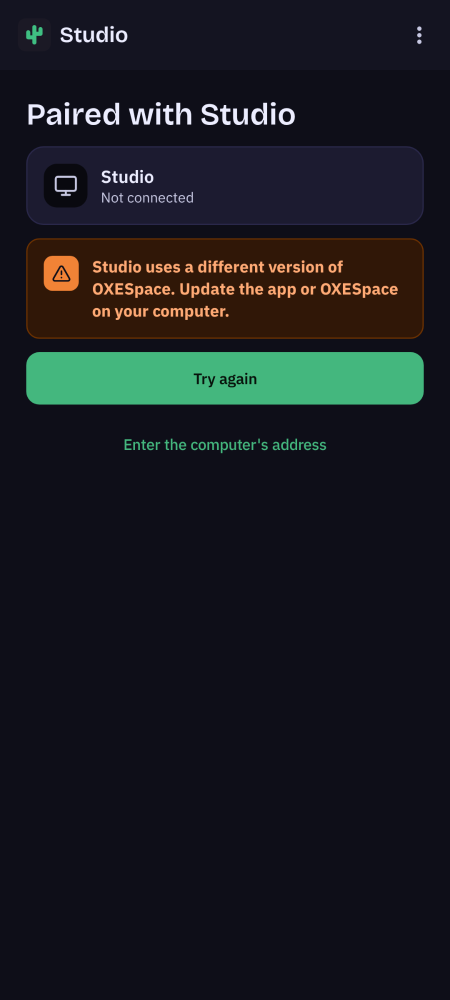 Studio
Paired with Studio
Studio
Not connected
Studio uses a different version of
OXESpace. Update the app or OXESpace
on your computer.
Try again
Enter the computer's address